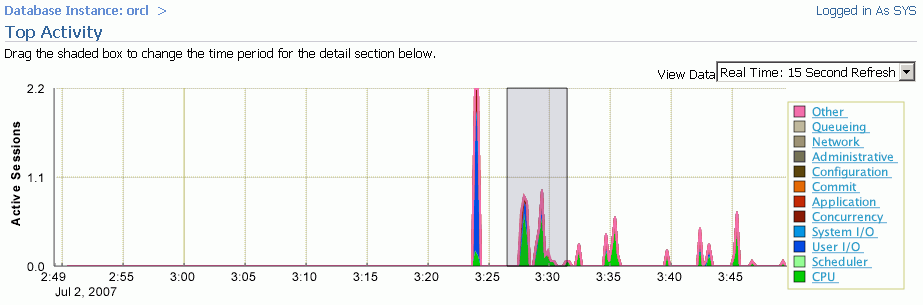 Database Instance: orcl >
Logged in As SYS
Top Activity
Drag the shaded box to change the time period for the detail section below.
View Data Real Time: 15 Second Refresh
Active Sessions
2.2
1.1
0.0
2:49 2:55 3:00 3:05 3:10 3:15 3:20 3:25 3:30 3:35 3:40 3:45
Jul 2, 2007
Other
Queueing
Network
Administrative
Configuration
Commit
Application
Concurrency
System I/O
User I/O
Scheduler
CPU